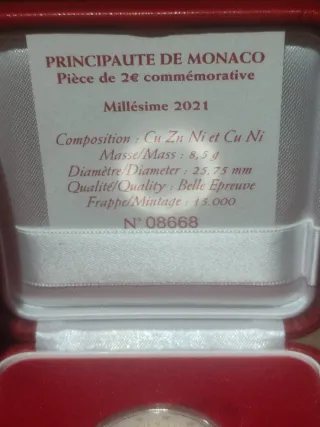 PRINCIPAUTE DE MONACO
Pièce de 2€ commémorative
Millésime 2021
Composition : Cu Zn Ni et Cu Ni
Masse/Mass : 8,5 g
Diamètre/Diameter : 25,75 mm
Qualité/Quality : Belle Epreuve
Frappe/Mintage : 15.000
N° 08668